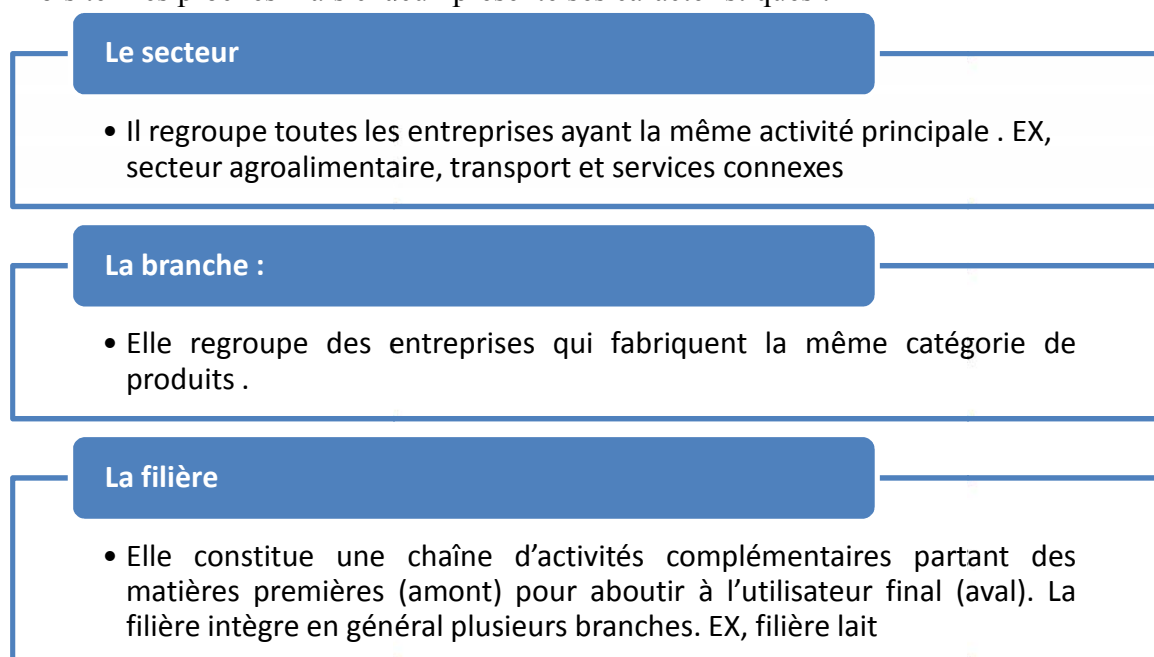 Le secteur
• Il regroupe toutes les entreprises ayant la même activité principale . EX,
secteur agroalimentaire, transport et services connexes
La branche :
• Elle regroupe des entreprises qui fabriquent la même catégorie de
produits .
La filière
• Elle constitue une chaîne d’activités complémentaires partant des
matières premières (amont) pour aboutir à l’utilisateur final (aval). La
filière intègre en général plusieurs branches. EX, filière lait